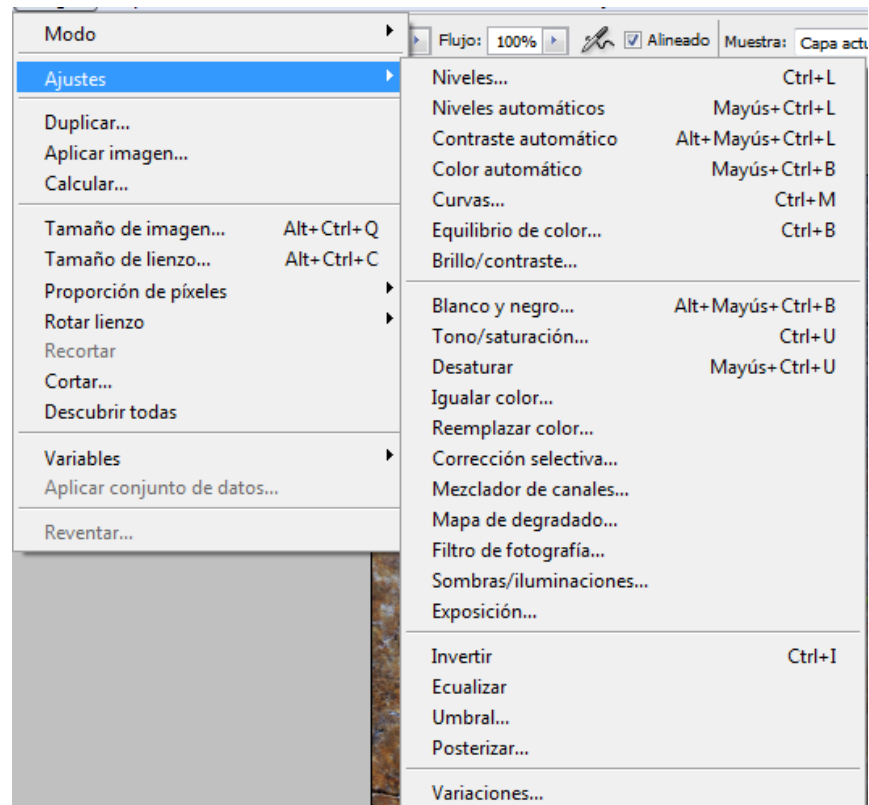 Flujo: 100% Alineado Muestra: Capa
Modo
Ajustes
Duplicar...
Aplicar imagen...
Calcular...
Tamaño de imagen... Alt+Ctrl+Q
Tamaño de lienzo... Alt+Ctrl+C
Proporción de píxeles
Rotar lienzo
Recortar
Cortar...
Descubrir todas
Variables
Aplicar conjunto de datos...
Reventar...
Niveles... Ctrl+L
Niveles automáticos Mayús+Ctrl+L
Contraste automático Alt+Mayús+Ctrl+L
Color automático Mayús+Ctrl+B
Curvas... Ctrl+M
Equilibrio de color... Ctrl+B
Brillo/contraste...
Blanco y negro... Alt+Mayús+Ctrl+B
Tono/saturación... Ctrl+U
Desaturar Mayús+Ctrl+U
Igualar color...
Reemplazar color...
Corrección selectiva...
Mezclador de canales...
Mapa de degradado...
Filtro de fotografía...
Sombras/iluminaciones...
Exposición...
Invertir Ctrl+I
Ecualizar
Umbral...
Posterizar...
Variaciones...